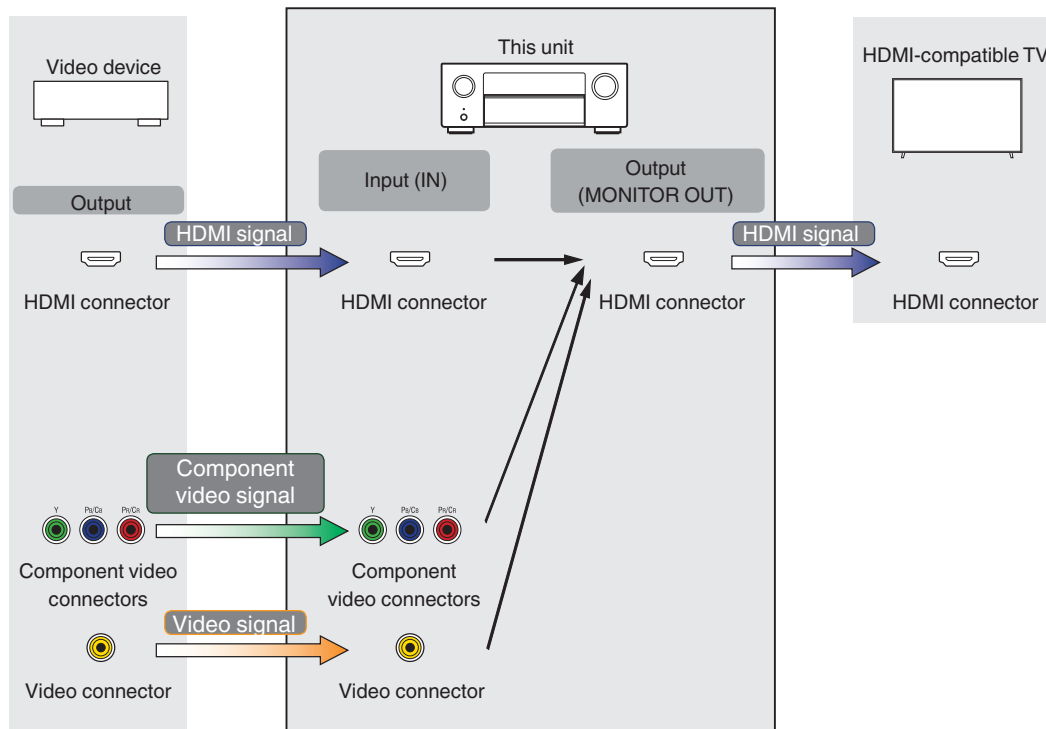 Video device
This unit
HDMI-compatible TV
Output
Input (IN)
Output
(MONITOR OUT)
HDMI signal
HDMI signal
HDMI connector
HDMI connector
HDMI connector
HDMI connector
Component
video signal
Y PB/CB PR/CR
Y PB/CB PR/CR
Component video
connectors
Component
video connectors
Video signal
Video connector
Video connector